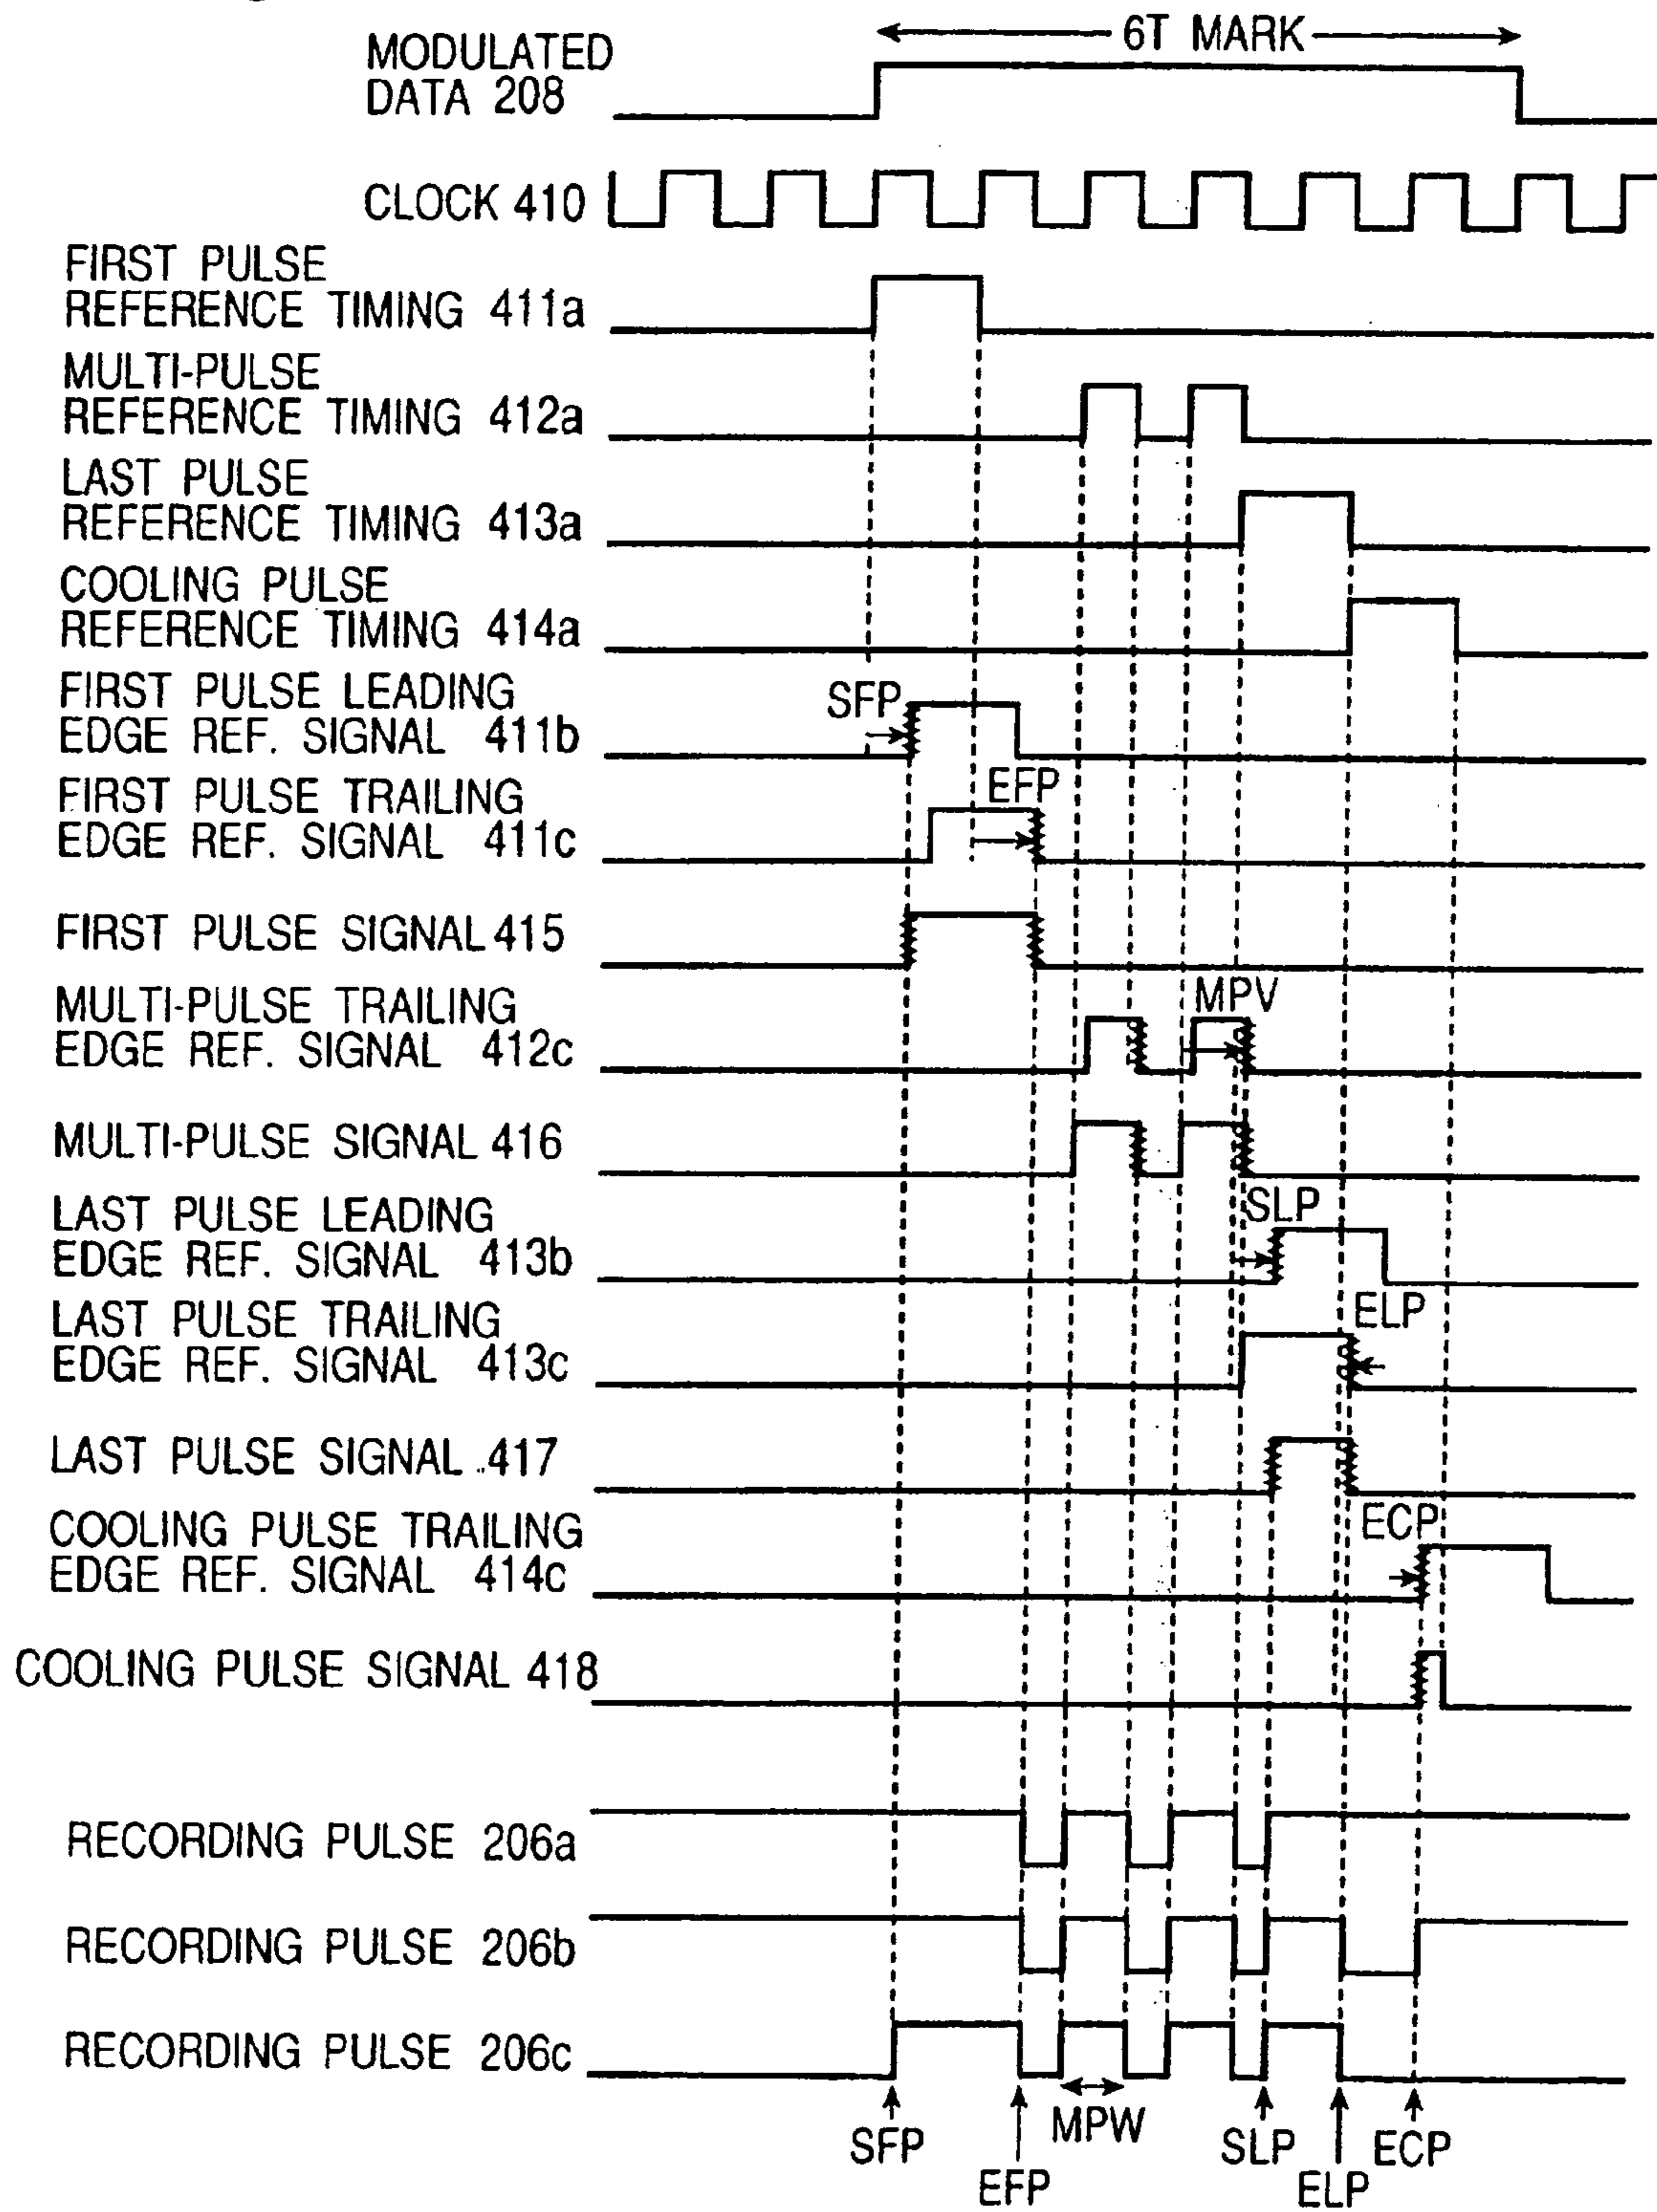 6T MARK
MODULATED
DATA 208
CLOCK 410
FIRST PULSE
REFERENCE TIMING 411a
MULTI-PULSE
REFERENCE TIMING 412a
LAST PULSE
REFERENCE TIMING 413a
COOLING PULSE
REFERENCE TIMING 414a
FIRST PULSE LEADING
EDGE REF. SIGNAL 411b
SFP
FIRST PULSE TRAILING
EDGE REF. SIGNAL 411c
EFP
FIRST PULSE SIGNAL 415
MULTI-PULSE TRAILING
EDGE REF. SIGNAL 412c
MPV
MULTI-PULSE SIGNAL 416
LAST PULSE LEADING
EDGE REF. SIGNAL 413b
SLP
LAST PULSE TRAILING
EDGE REF. SIGNAL 413c
ELP
LAST PULSE SIGNAL 417
COOLING PULSE TRAILING
EDGE REF. SIGNAL 414c
ECP
COOLING PULSE SIGNAL 418
RECORDING PULSE 206a
RECORDING PULSE 206b
RECORDING PULSE 206c
SFP
EFP
MPW
SLP
ELP
ECP